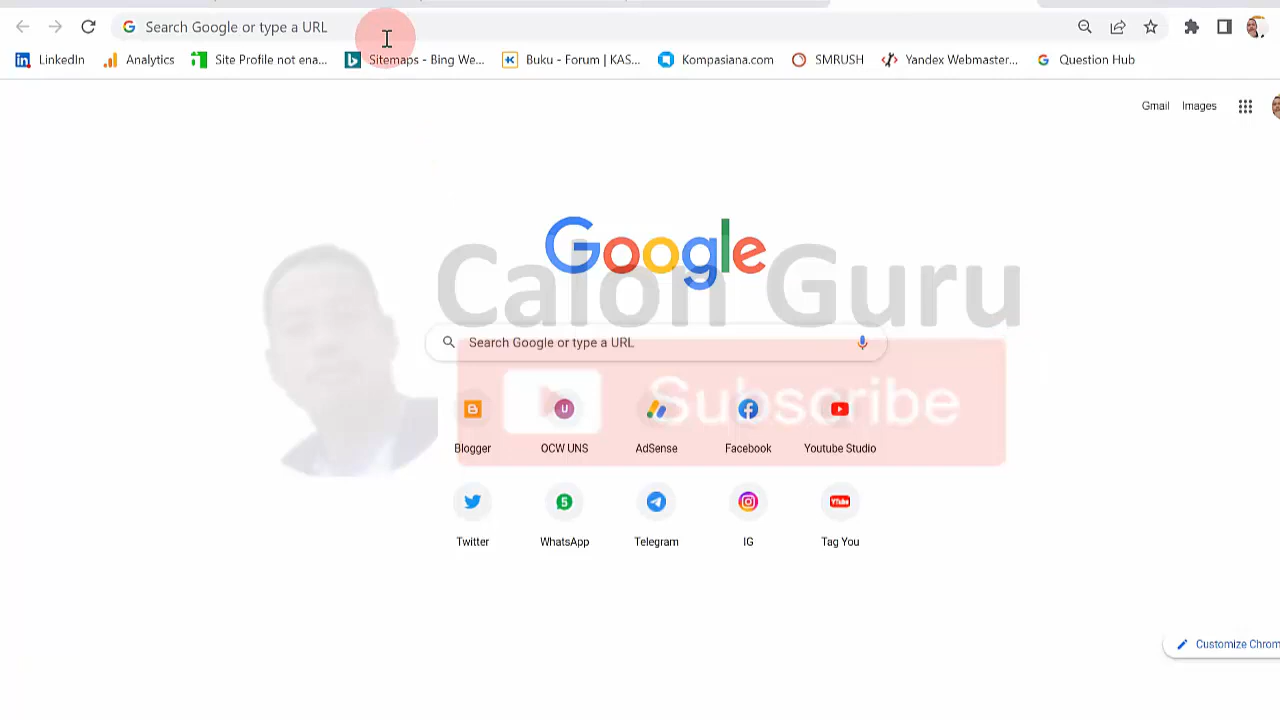 Search Google or type a URL
LinkedIn Analytics Site Profile not ena... Sitemaps - Bing We... Buku - Forum | KAS... Kompasiana.com SMRUSH Yandex Webmaster... Question Hub
Gmail Images
Google
Calon Guru
Search Google or type a URL
Subscribe
U
Blogger OCW UNS AdSense Facebook Youtube Studio
5
Twitter WhatsApp Telegram IG Tag You
Customize Chrom